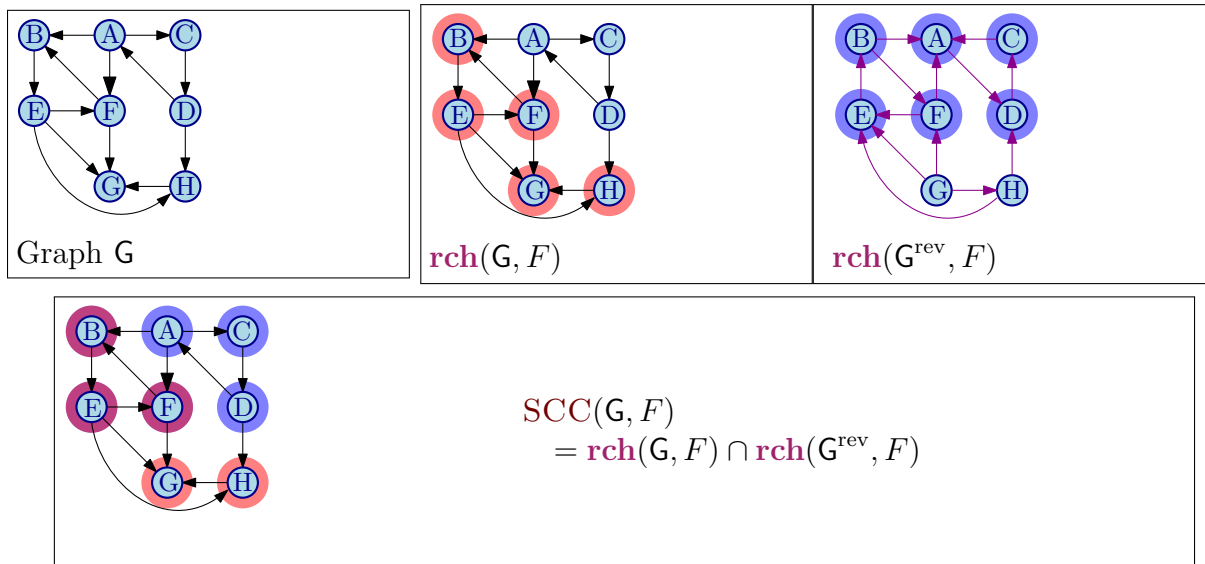 B A C
E F D
G H
Graph G
B A C
E F D
G H
rch(G, F)
B A C
E F D
G H
rch(G^rev, F)
B A C
E F D
G H
SCC(G, F)
= rch(G, F) ∩ rch(G^rev, F)